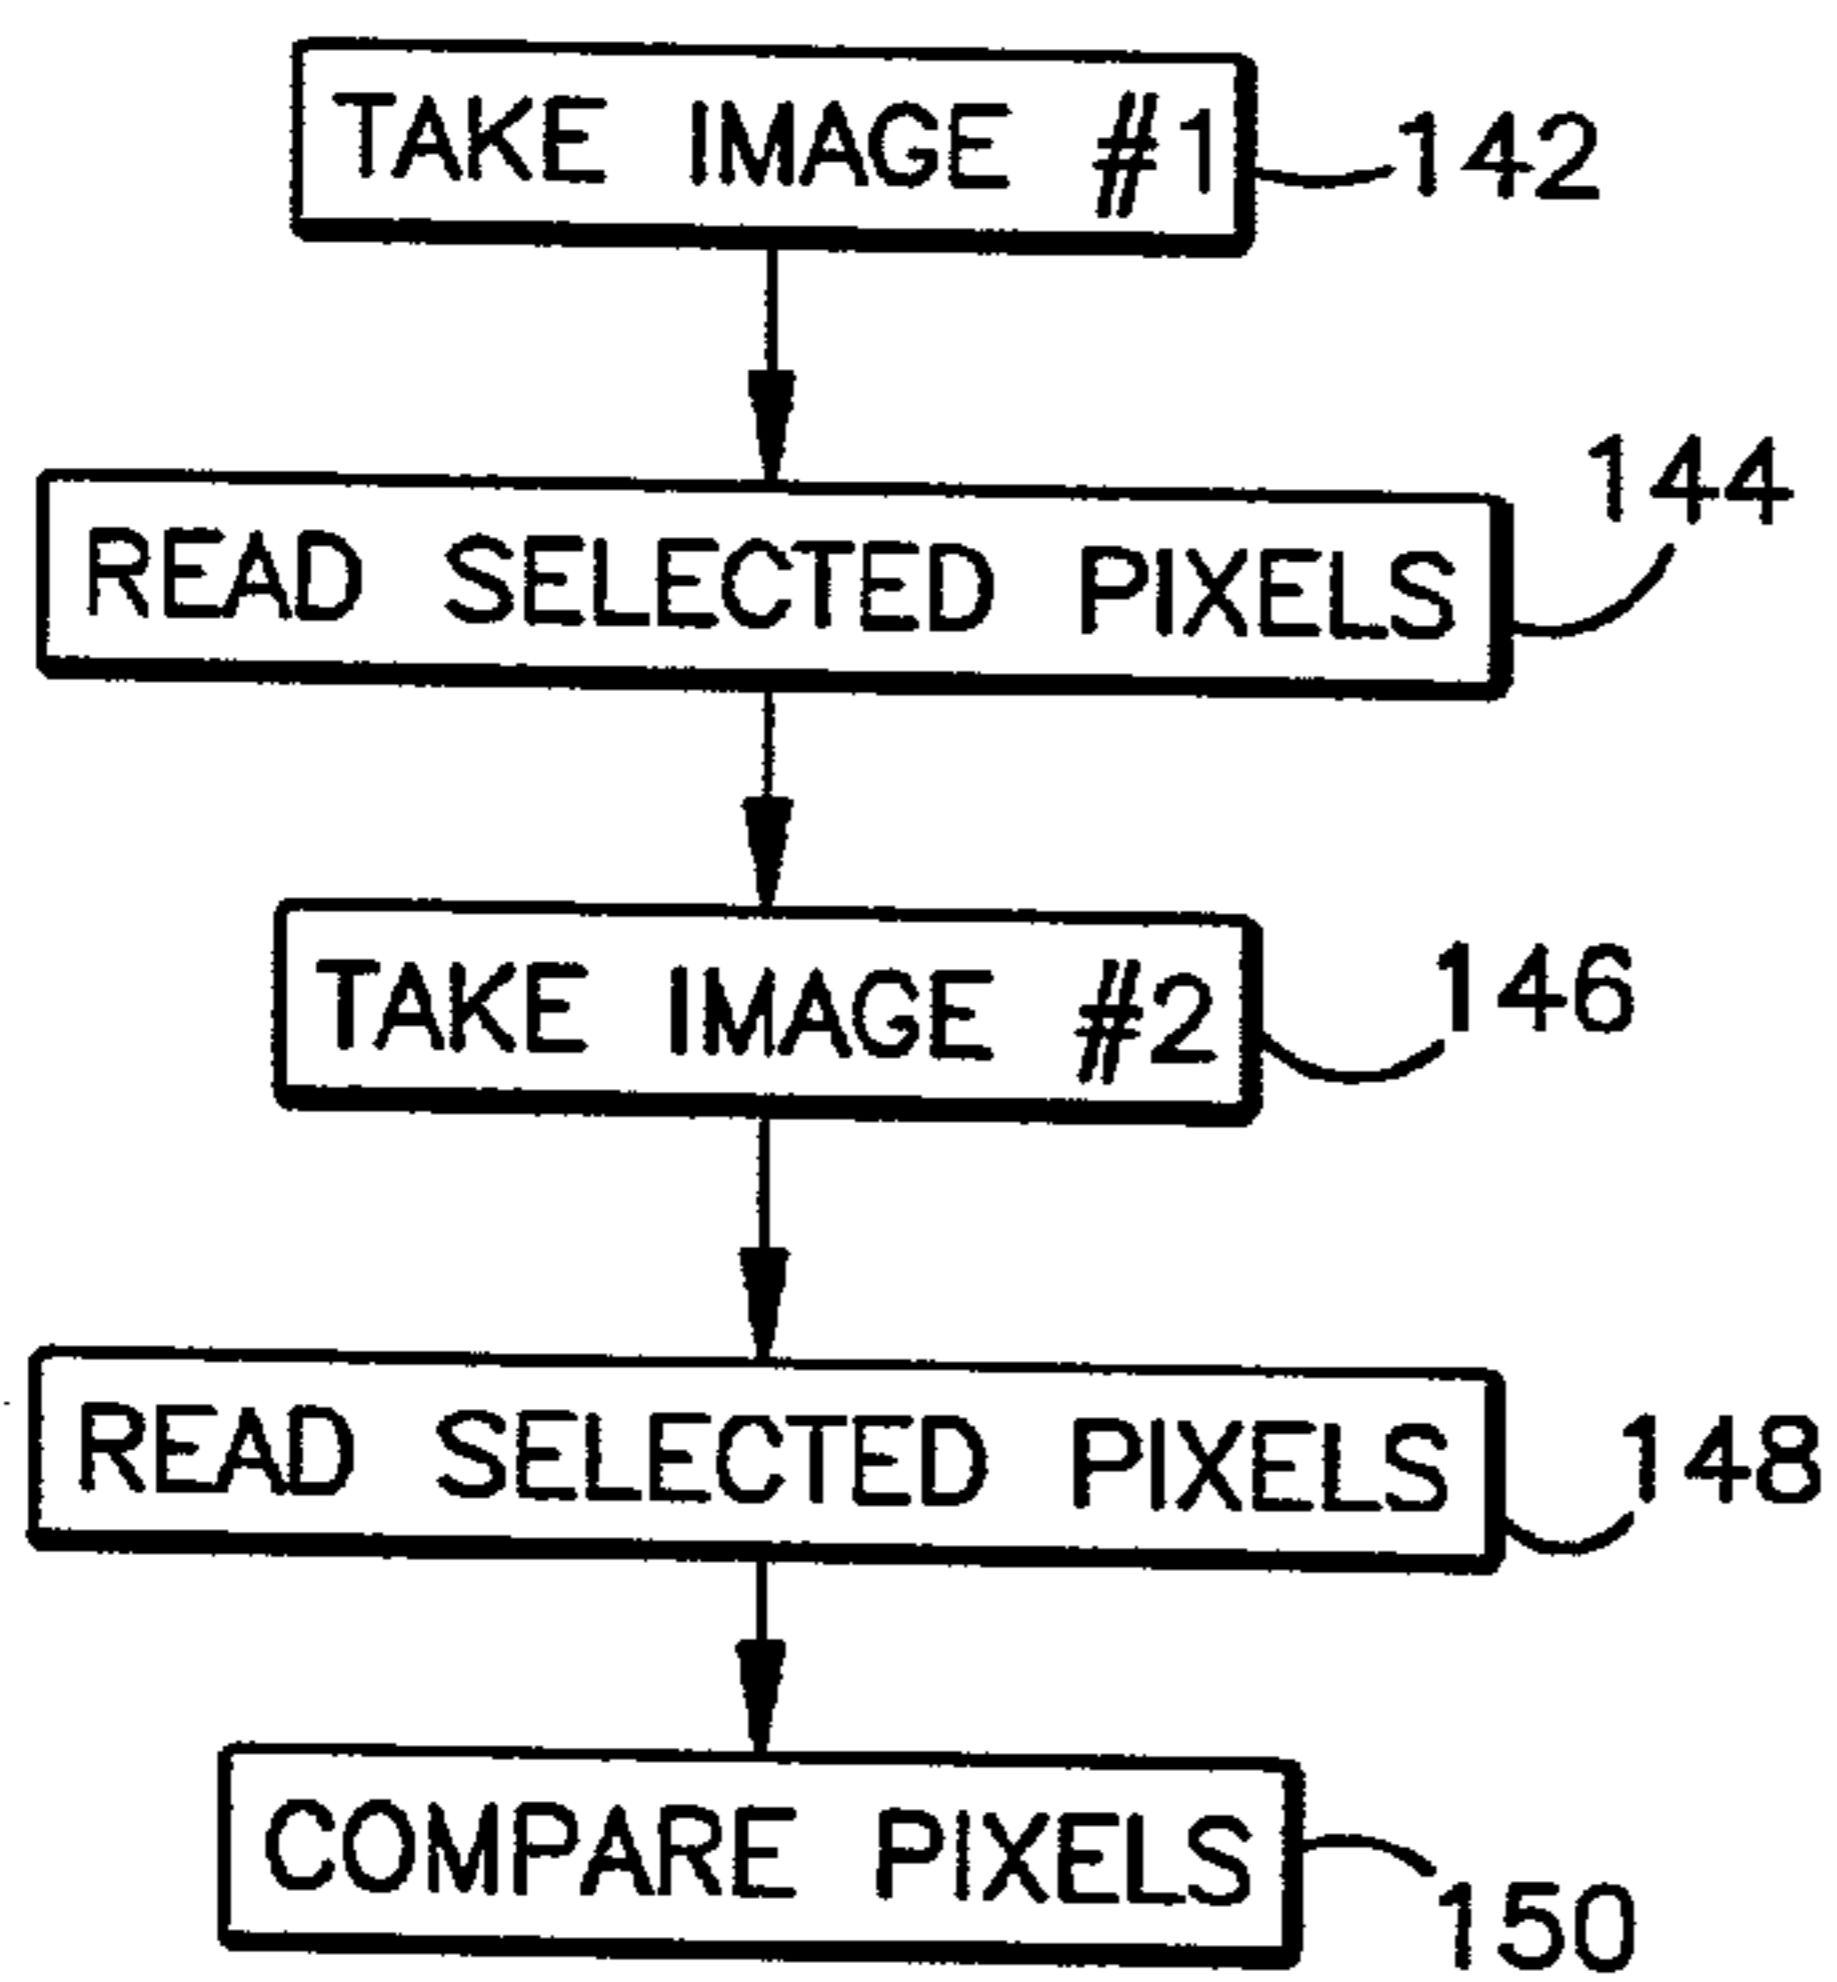 TAKE IMAGE #1 142
144
READ SELECTED PIXELS
TAKE IMAGE #2 146
READ SELECTED PIXELS 148
COMPARE PIXELS
150